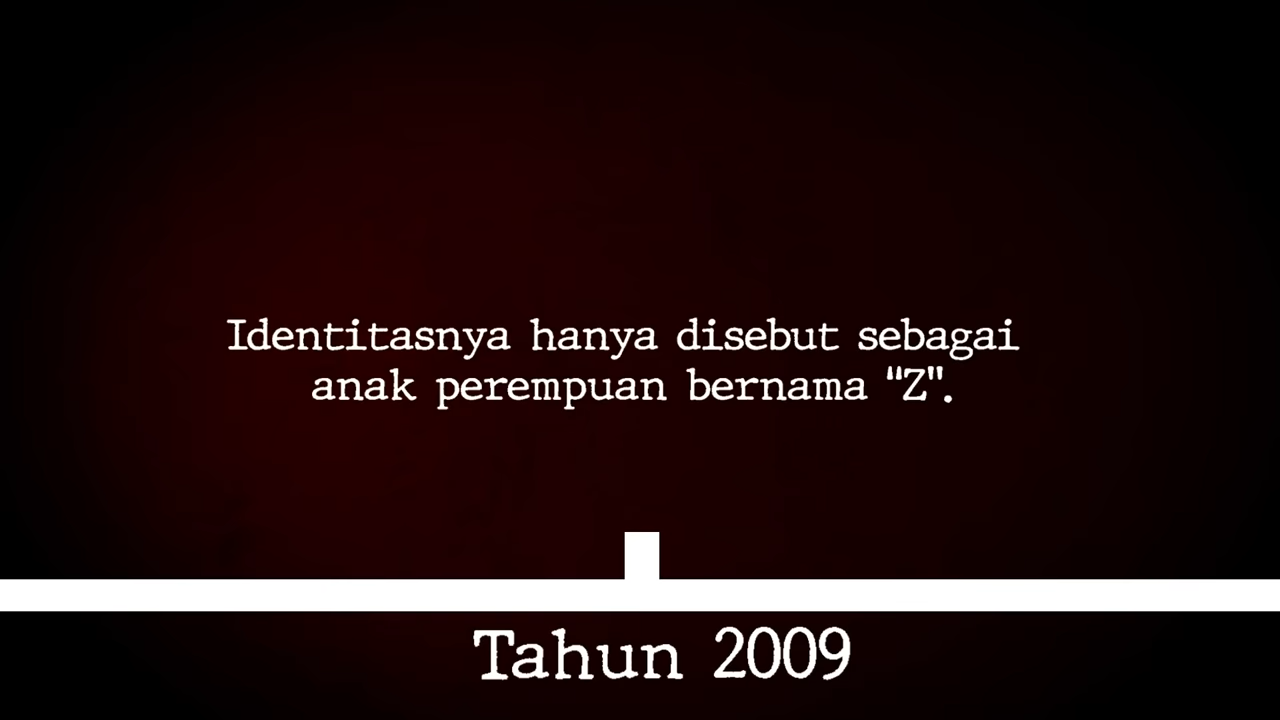 Identitasnya hanya disebut sebagai
anak perempuan bernama "Z".
Tahun 2009